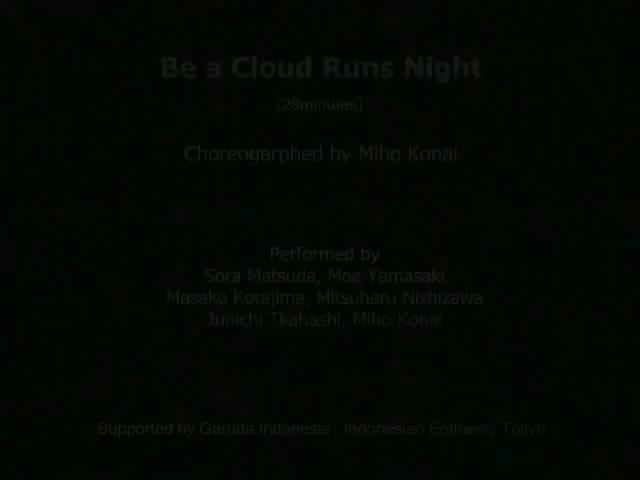 Be a Cloud Runs Night
(28minutes)
Choreogarphed by Miho Konai
Performed by
Sora Matsuda, Moe Yamasaki
Masako Kotajima, Mitsuharu Nishizawa
Junichi Tkahashi, Miho Konai
Supported by Garuda Indonesia , Indonesian Embassy Tokyo